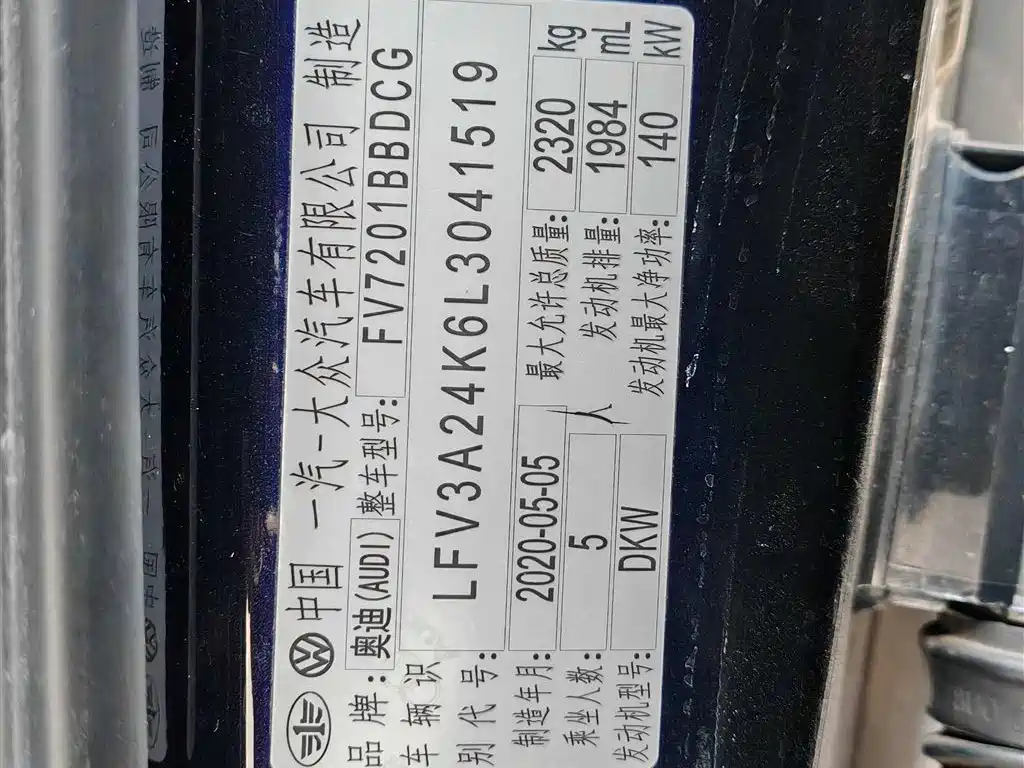 中国 一汽-大众汽车有限公司 制造
品牌:奥迪(AUDI) 整车型号: FV7201BBDCG
车辆识别代号: LFV3A24K6L3041519
制造年月: 2020-05-05 最大允许总质量: 2320 kg
乘坐人数: 5 人 发动机排量: 1984 mL
发动机型号: DKW 发动机最大净功率: 140 kW